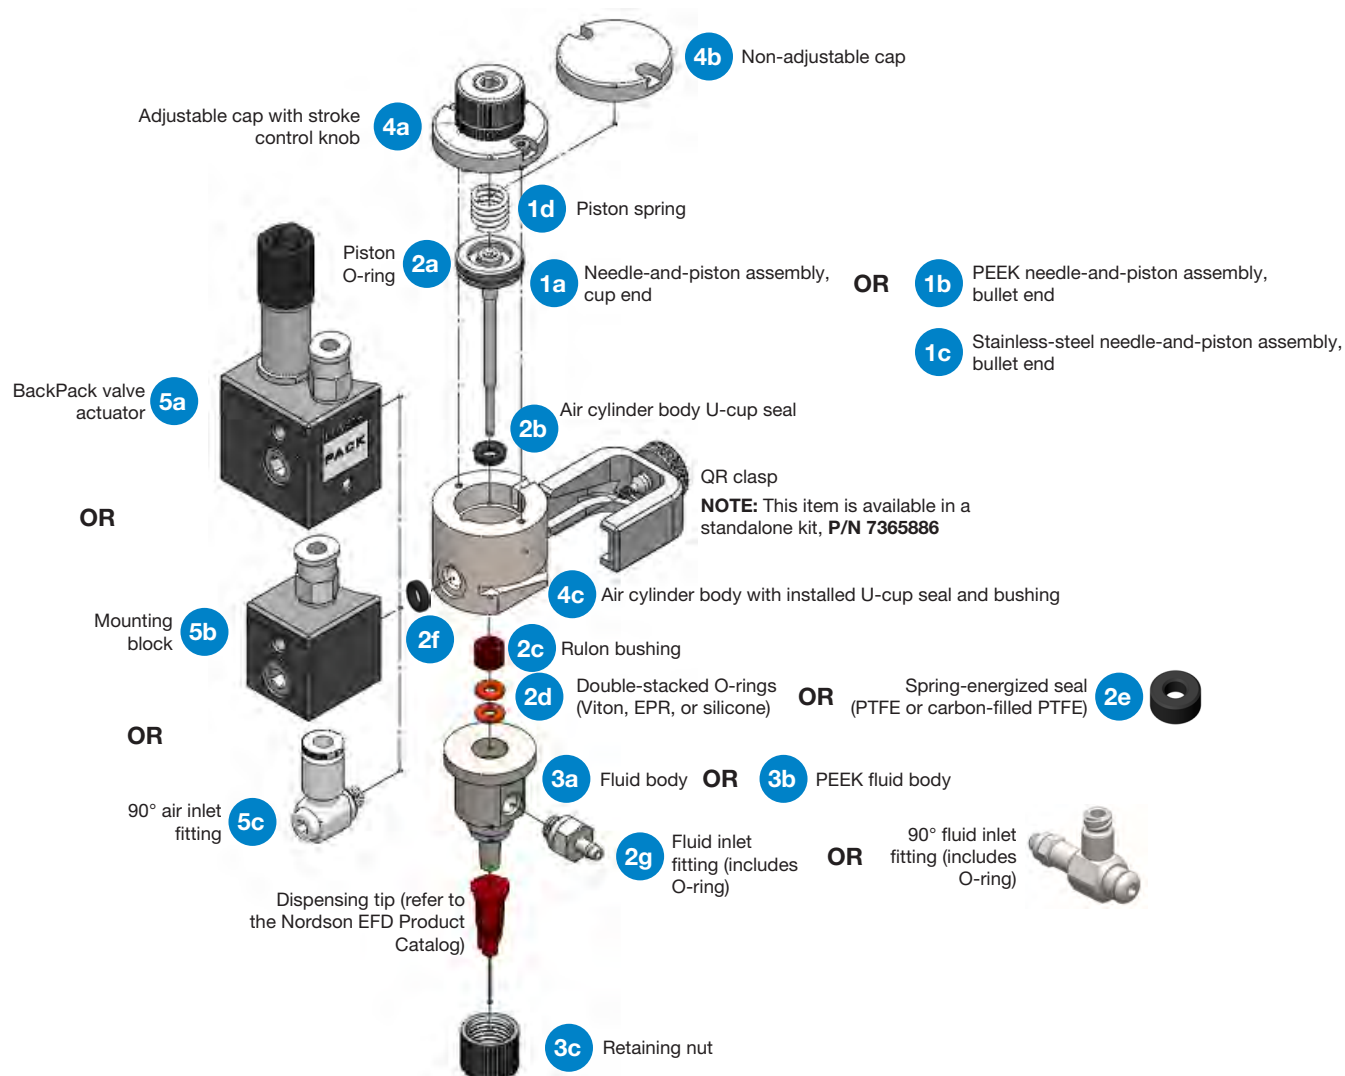 4b
Non-adjustable cap
Adjustable cap with stroke
control knob
4a
1d
Piston spring
Piston
O-ring
2a
1a
Needle-and-piston assembly,
cup end
OR
1b
PEEK needle-and-piston assembly,
bullet end
1c
Stainless-steel needle-and-piston assembly,
bullet end
BackPack valve
actuator
5a
PACK
2b
Air cylinder body U-cup seal
QR clasp
NOTE: This item is available in a
standalone kit, P/N 7365886
OR
4c
Air cylinder body with installed U-cup seal and bushing
Mounting
block
5b
2f
2c
Rulon bushing
2d
Double-stacked O-rings
(Viton, EPR, or silicone)
OR
Spring-energized seal
(PTFE or carbon-filled PTFE)
2e
OR
3a
Fluid body
OR
3b
PEEK fluid body
90° air inlet
fitting
5c
2g
Fluid inlet
fitting (includes
O-ring)
OR
90° fluid inlet
fitting (includes
O-ring)
Dispensing tip (refer to
the Nordson EFD Product
Catalog)
3c
Retaining nut